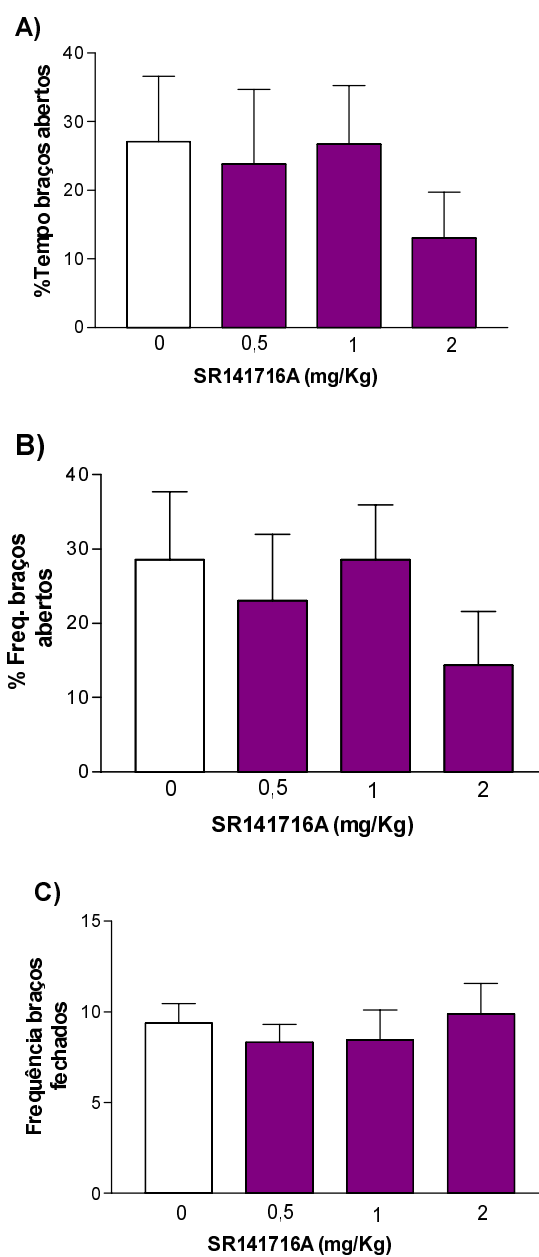 A)
%Tempo braços abertos
40
30
20
10
0
0 0,5 1 2
SR141716A (mg/Kg)
B)
% Freq. braços
abertos
40
30
20
10
0
0 0,5 1 2
SR141716A (mg/Kg)
C)
Frequência braços
fechados
15
10
5
0
0 0,5 1 2
SR141716A (mg/Kg)